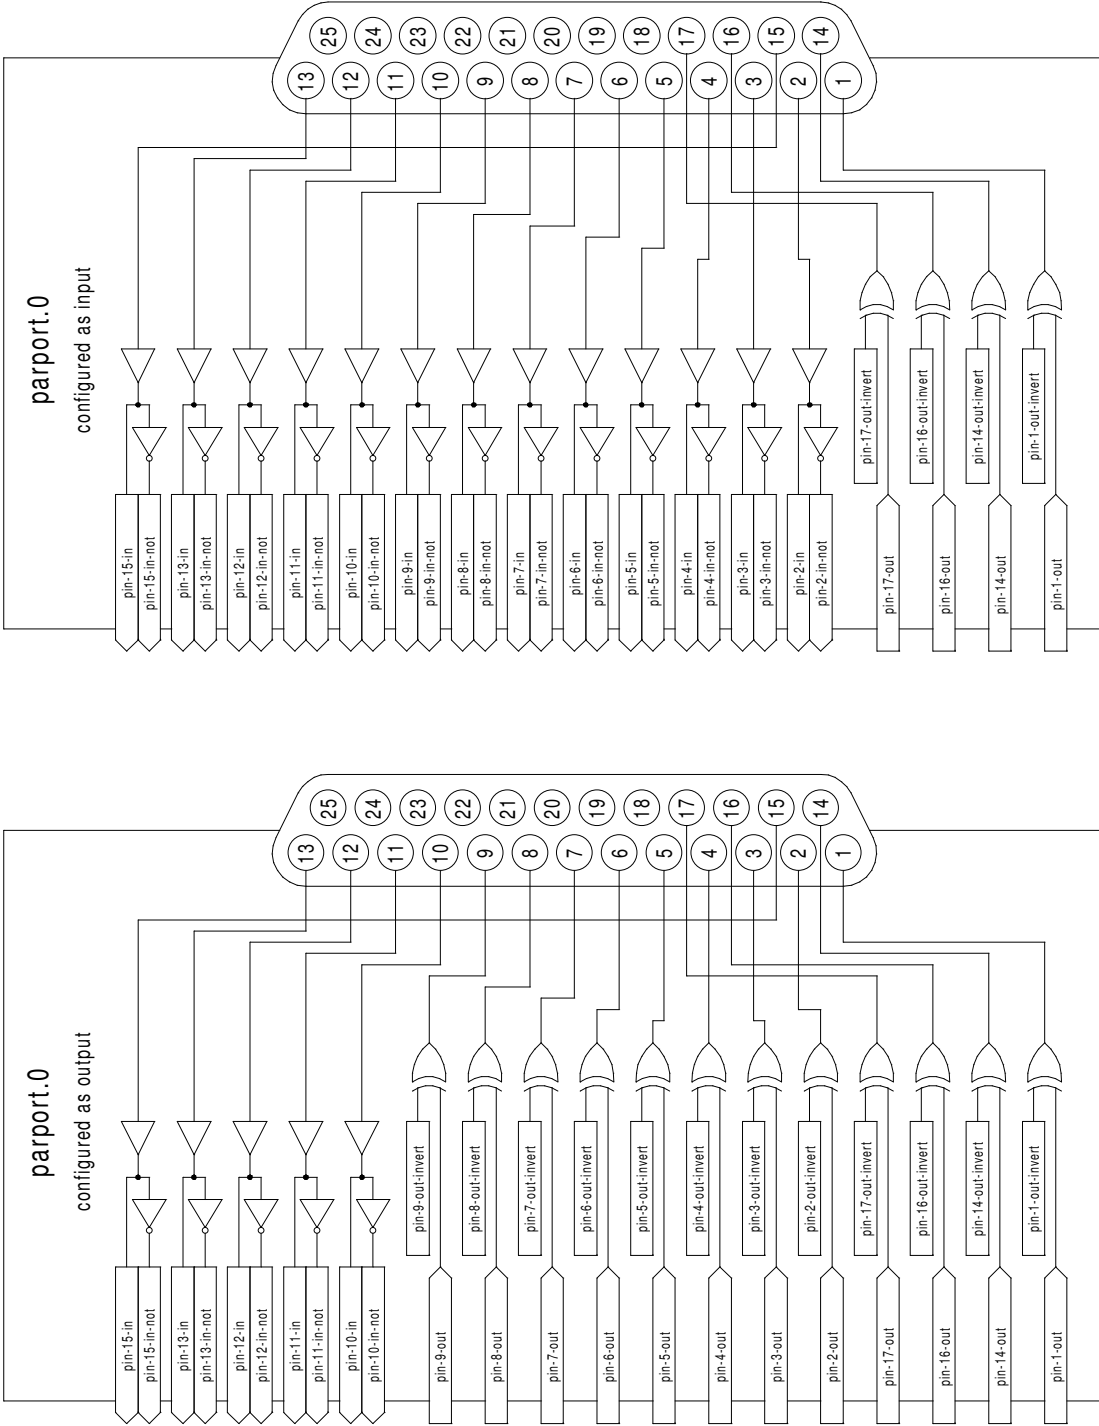 parport.0
configured as input
25
24
23
22
21
20
19
18
17
16
15
14
13
12
11
10
9
8
7
6
5
4
3
2
1
pin-15-in
pin-15-in-not
pin-13-in
pin-13-in-not
pin-12-in
pin-12-in-not
pin-11-in
pin-11-in-not
pin-10-in
pin-10-in-not
pin-9-in
pin-9-in-not
pin-8-in
pin-8-in-not
pin-7-in
pin-7-in-not
pin-6-in
pin-6-in-not
pin-5-in
pin-5-in-not
pin-4-in
pin-4-in-not
pin-3-in
pin-3-in-not
pin-2-in
pin-2-in-not
pin-17-out-invert
pin-17-out
pin-16-out-invert
pin-16-out
pin-14-out-invert
pin-14-out
pin-1-out-invert
pin-1-out
parport.0
configured as output
25
24
23
22
21
20
19
18
17
16
15
14
13
12
11
10
9
8
7
6
5
4
3
2
1
pin-15-in
pin-15-in-not
pin-13-in
pin-13-in-not
pin-12-in
pin-12-in-not
pin-11-in
pin-11-in-not
pin-10-in
pin-10-in-not
pin-9-out-invert
pin-9-out
pin-8-out-invert
pin-8-out
pin-7-out-invert
pin-7-out
pin-6-out-invert
pin-6-out
pin-5-out-invert
pin-5-out
pin-4-out-invert
pin-4-out
pin-3-out-invert
pin-3-out
pin-2-out-invert
pin-2-out
pin-17-out-invert
pin-17-out
pin-16-out-invert
pin-16-out
pin-14-out-invert
pin-14-out
pin-1-out-invert
pin-1-out